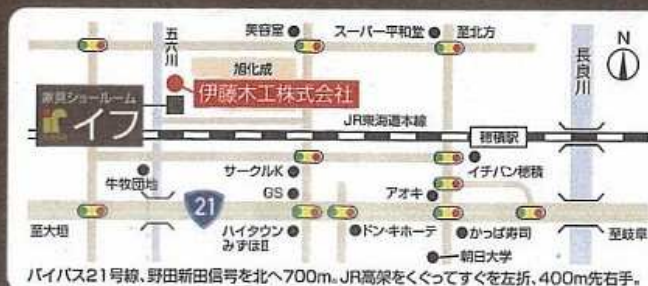 美容室
スーパー平和堂
至北方
N
五六川
旭化成
長良川
家具ショールーム
イフ
伊藤木工株式会社
JR東海道本線
穂積駅
牛牧団地
サークルK
イチバン穂積
GS
アオキ
21
至大垣
ハイタウン
みずほII
ドン・キホーテ
かっぱ寿司
至岐阜
朝日大学
バイパス21号線、野田新田信号を北へ700m。JR高架をくぐってすぐを左折、400m先右手。